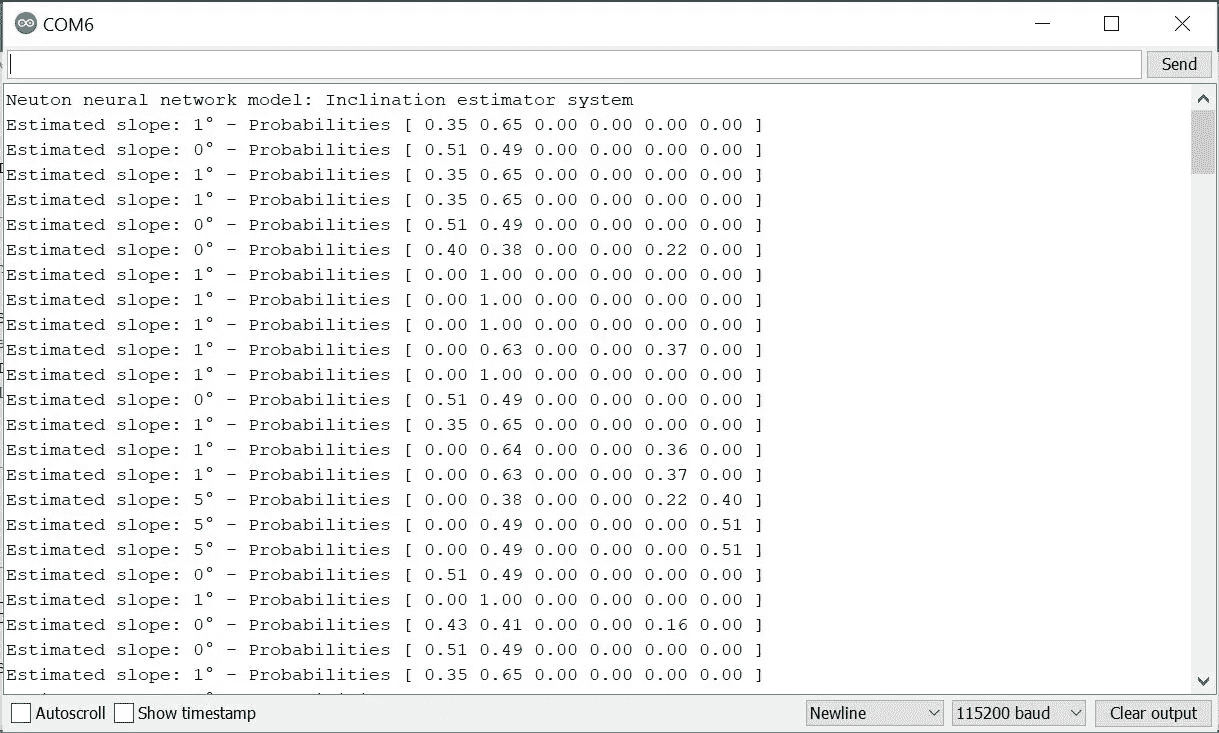 COM6
Send
Neuton neural network model: Inclination estimator system
Estimated slope: 1° - Probabilities [ 0.35 0.65 0.00 0.00 0.00 0.00 ]
Estimated slope: 0° - Probabilities [ 0.51 0.49 0.00 0.00 0.00 0.00 ]
Estimated slope: 1° - Probabilities [ 0.35 0.65 0.00 0.00 0.00 0.00 ]
Estimated slope: 1° - Probabilities [ 0.35 0.65 0.00 0.00 0.00 0.00 ]
Estimated slope: 0° - Probabilities [ 0.51 0.49 0.00 0.00 0.00 0.00 ]
Estimated slope: 0° - Probabilities [ 0.40 0.38 0.00 0.00 0.22 0.00 ]
Estimated slope: 1° - Probabilities [ 0.00 1.00 0.00 0.00 0.00 0.00 ]
Estimated slope: 1° - Probabilities [ 0.00 1.00 0.00 0.00 0.00 0.00 ]
Estimated slope: 1° - Probabilities [ 0.00 1.00 0.00 0.00 0.00 0.00 ]
Estimated slope: 1° - Probabilities [ 0.00 0.63 0.00 0.00 0.37 0.00 ]
Estimated slope: 1° - Probabilities [ 0.00 1.00 0.00 0.00 0.00 0.00 ]
Estimated slope: 0° - Probabilities [ 0.51 0.49 0.00 0.00 0.00 0.00 ]
Estimated slope: 1° - Probabilities [ 0.35 0.65 0.00 0.00 0.00 0.00 ]
Estimated slope: 1° - Probabilities [ 0.00 0.64 0.00 0.00 0.36 0.00 ]
Estimated slope: 1° - Probabilities [ 0.00 0.63 0.00 0.00 0.37 0.00 ]
Estimated slope: 5° - Probabilities [ 0.00 0.38 0.00 0.00 0.22 0.40 ]
Estimated slope: 5° - Probabilities [ 0.00 0.49 0.00 0.00 0.00 0.51 ]
Estimated slope: 5° - Probabilities [ 0.00 0.49 0.00 0.00 0.00 0.51 ]
Estimated slope: 0° - Probabilities [ 0.51 0.49 0.00 0.00 0.00 0.00 ]
Estimated slope: 1° - Probabilities [ 0.00 1.00 0.00 0.00 0.00 0.00 ]
Estimated slope: 0° - Probabilities [ 0.43 0.41 0.00 0.00 0.16 0.00 ]
Estimated slope: 0° - Probabilities [ 0.51 0.49 0.00 0.00 0.00 0.00 ]
Estimated slope: 1° - Probabilities [ 0.35 0.65 0.00 0.00 0.00 0.00 ]
Autoscroll Show timestamp Newline 115200 baud Clear output